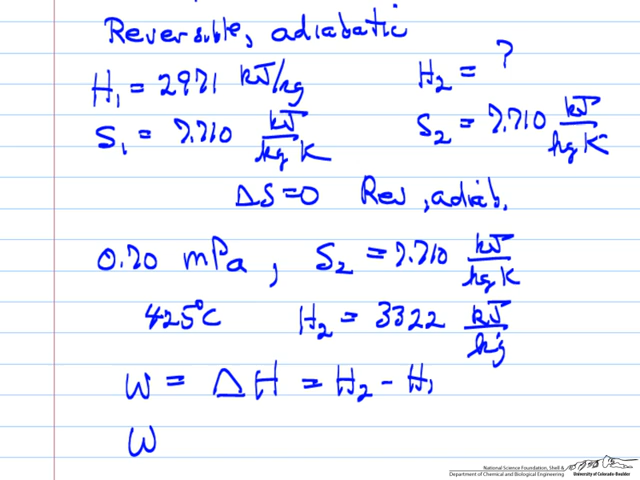 Reversible, adiabatic
H₁ = 2971 kJ/kg H₂ = ?
S₁ = 7.710 kJ/kg K S₂ = 7.710 kJ/kg K
ΔS=0 Rev, adiab.
0.70 mPa, S₂ = 7.710 kJ/kg K
425°C H₂ = 3322 kJ/kg
W = ΔH = H₂ - H₁
W
National Science Foundation, Shell &
Department of Chemical and Biological Engineering
University of Colorado-Boulder